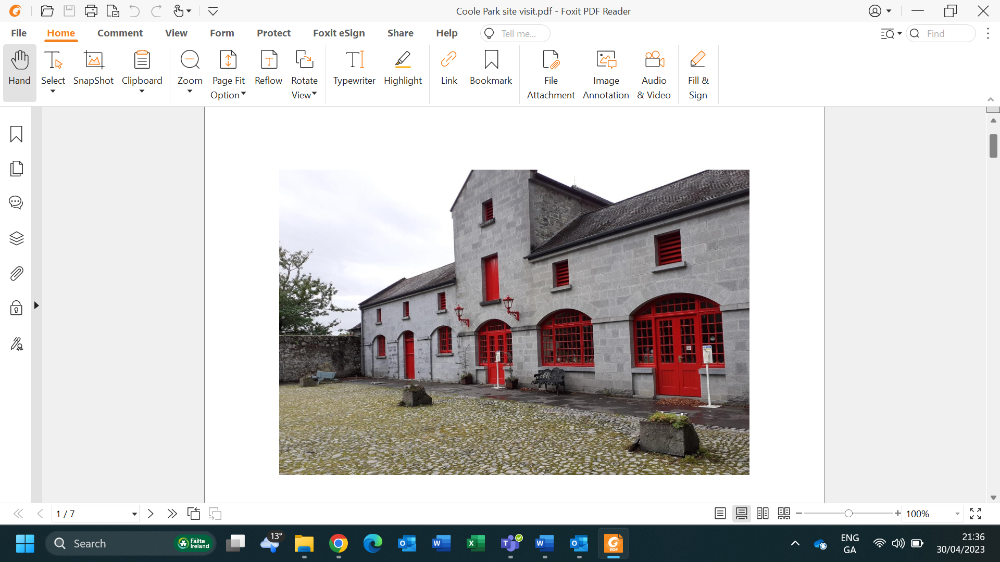 Coole Park site visit.pdf - Foxit PDF Reader
File Home Comment View Form Protect Foxit eSign Share Help Tell me... Find
Hand Select SnapShot Clipboard Zoom Page Fit Option Reflow Rotate View Typewriter Highlight Link Bookmark File Attachment Image Annotation Audio & Video Fill & Sign
1 / 7
100%
Search
Fáilte
Ireland
13°
ENG
GA
21:36
30/04/2023